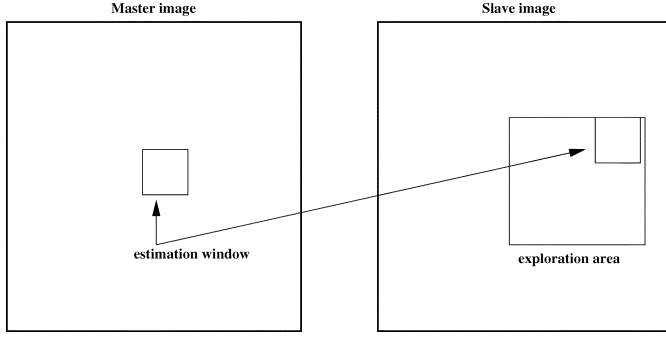 Master image
Slave image
estimation window
exploration area